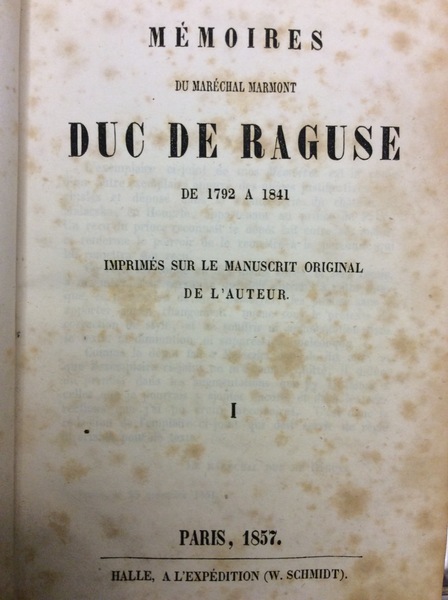 MÉMOIRES
DU MARÉCHAL MARMONT
DUC DE RAGUSE
DE 1792 A 1841
IMPRIMÉS SUR LE MANUSCRIT ORIGINAL
DE L'AUTEUR.
I
PARIS, 1857.
HALLE, A L'EXPÉDITION (W. SCHMIDT).